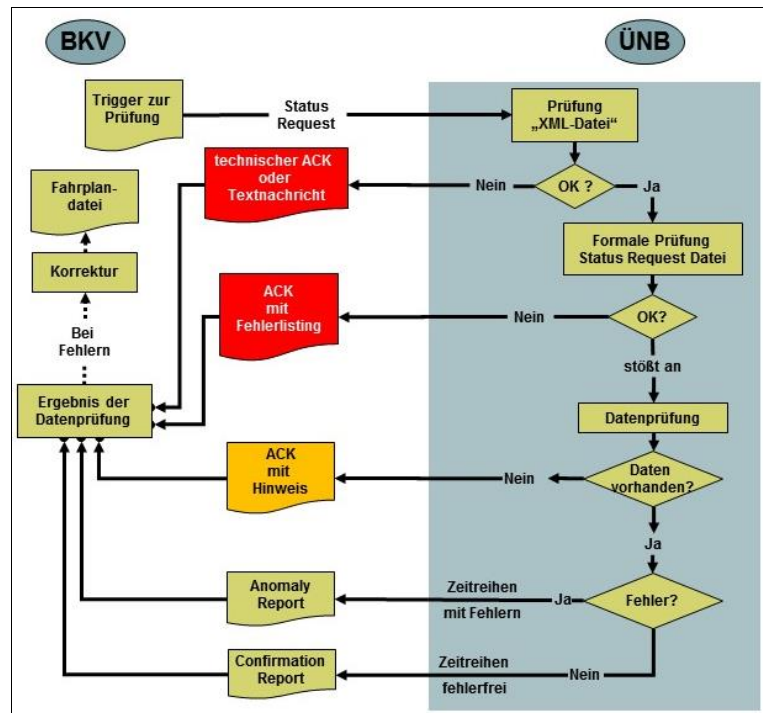 BKV
ÜNB
Trigger zur
Prüfung
Status
Request
Prüfung
„XML-Datei“
technischer ACK
oder
Textnachricht
Nein
OK ?
Ja
Fahrplan-
datei
Formale Prüfung
Status Request Datei
Korrektur
ACK
mit
Fehlerlisting
Nein
OK?
Bei
Fehlern
stößt an
Ergebnis der
Datenprüfung
Datenprüfung
ACK
mit
Hinweis
Nein
Daten
vorhanden?
Ja
Anomaly
Report
Zeitreihen
mit Fehlern
Ja
Fehler?
Confirmation
Report
Zeitreihen
fehlerfrei
Nein